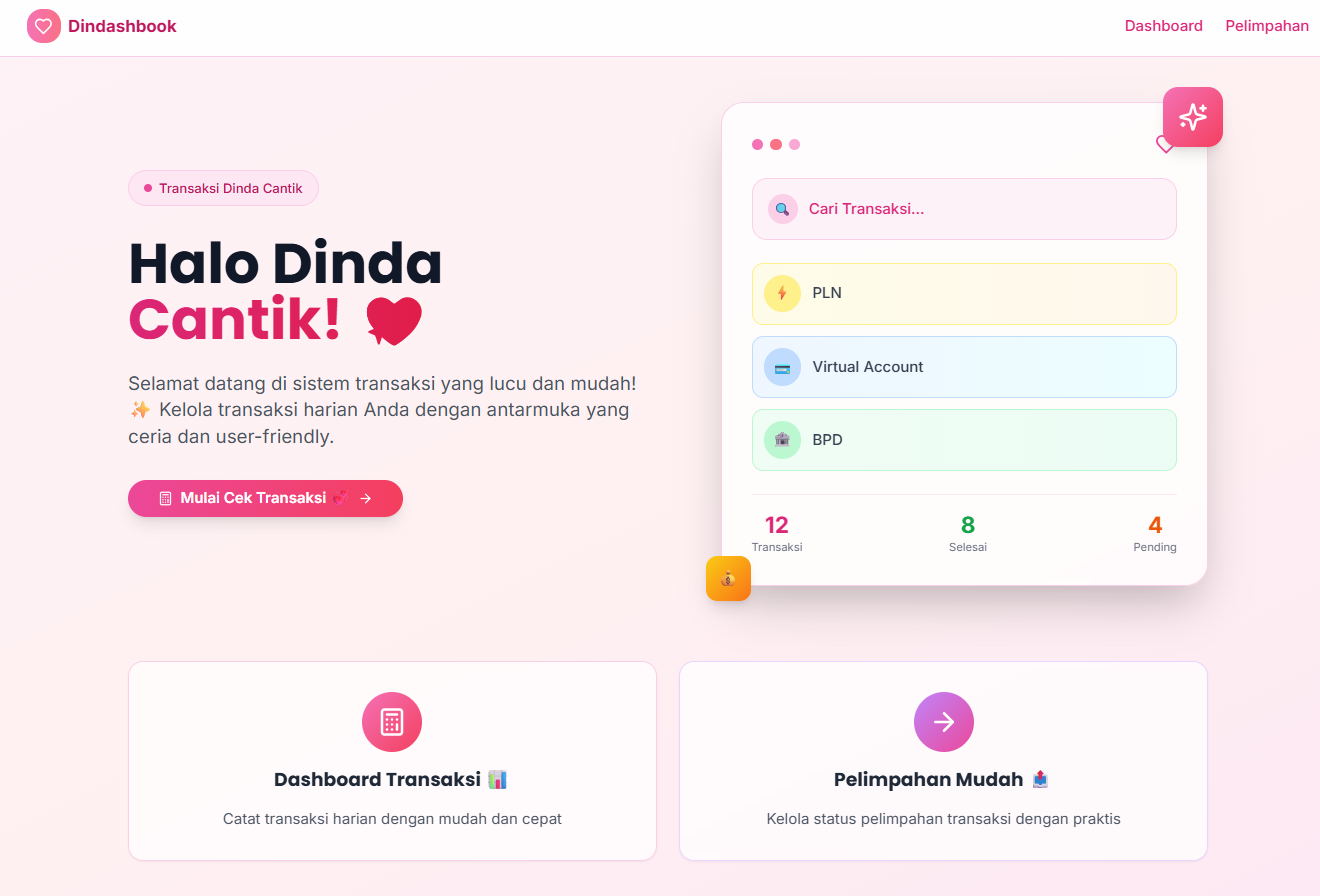 Dindashbook
Dashboard
Pelimpahan
Transaksi Dinda Cantik
Halo Dinda
Cantik!
Selamat datang di sistem transaksi yang lucu dan mudah!
✨ Kelola transaksi harian Anda dengan antarmuka yang
ceria dan user-friendly.
Mulai Cek Transaksi 💕 →
Cari Transaksi...
PLN
Virtual Account
BPD
12
Transaksi
8
Selesai
4
Pending
Dashboard Transaksi 📊
Catat transaksi harian dengan mudah dan cepat
Pelimpahan Mudah 📤
Kelola status pelimpahan transaksi dengan praktis